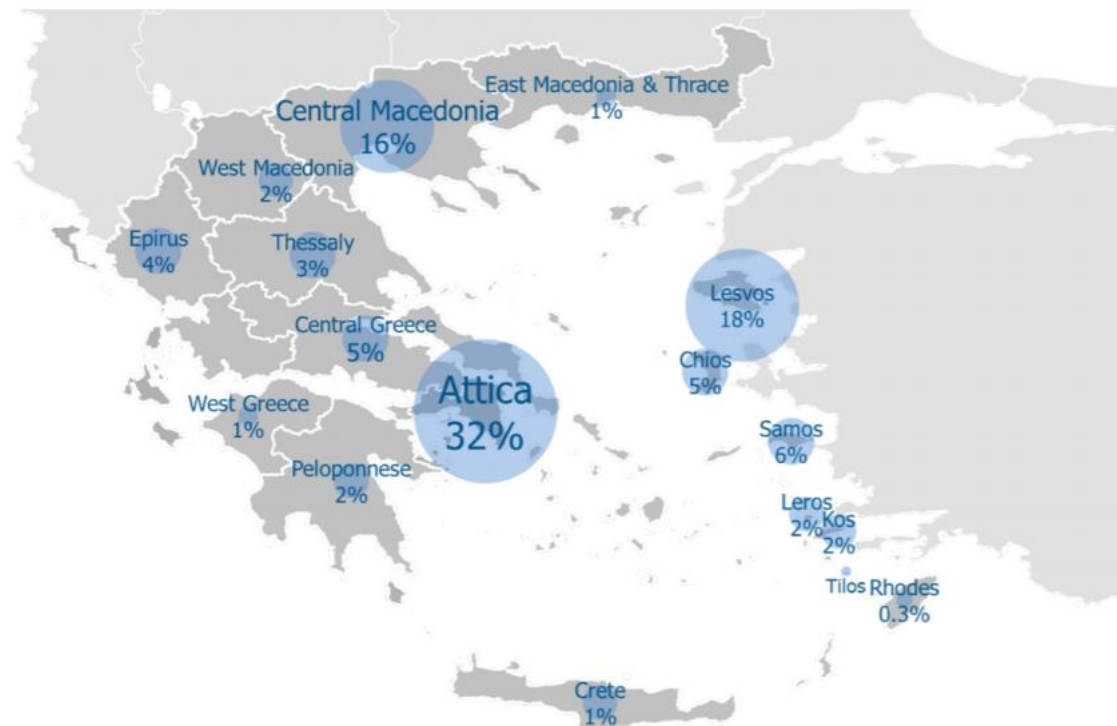 East Macedonia & Thrace
1%
Central Macedonia
16%
West Macedonia
2%
Epirus
4%
Thessaly
3%
Lesvos
18%
Central Greece
5%
Chios
5%
Attica
32%
West Greece
1%
Samos
6%
Peloponnese
2%
Leros
2%
Kos
2%
Tilos
Rhodes
0.3%
Crete
1%